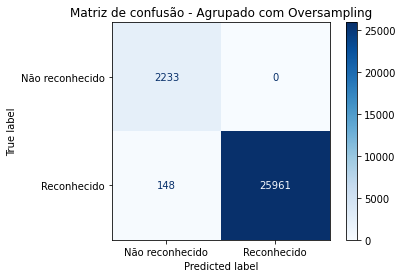 Matriz de confusão - Agrupado com Oversampling
True label
Não reconhecido
2233
0
Reconhecido
148
25961
Não reconhecido
Reconhecido
Predicted label
25000
20000
15000
10000
5000
0